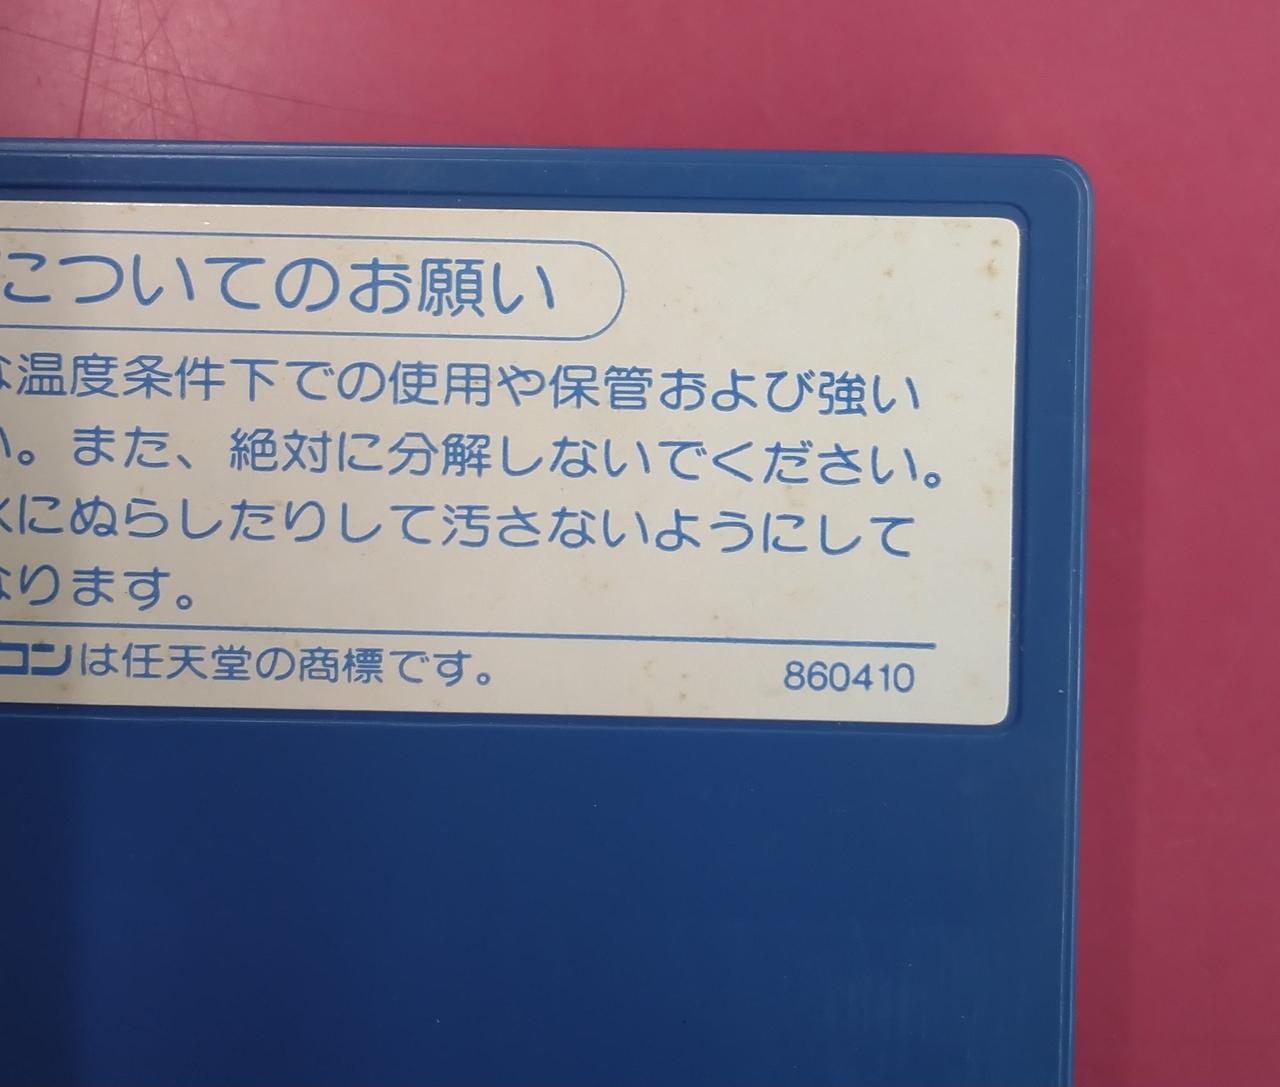 についてのお願い
な温度条件下での使用や保管および強い
い。また、絶対に分解しないでください。
水にぬらしたりして汚さないようにして
なります。
コンは任天堂の商標です。 860410